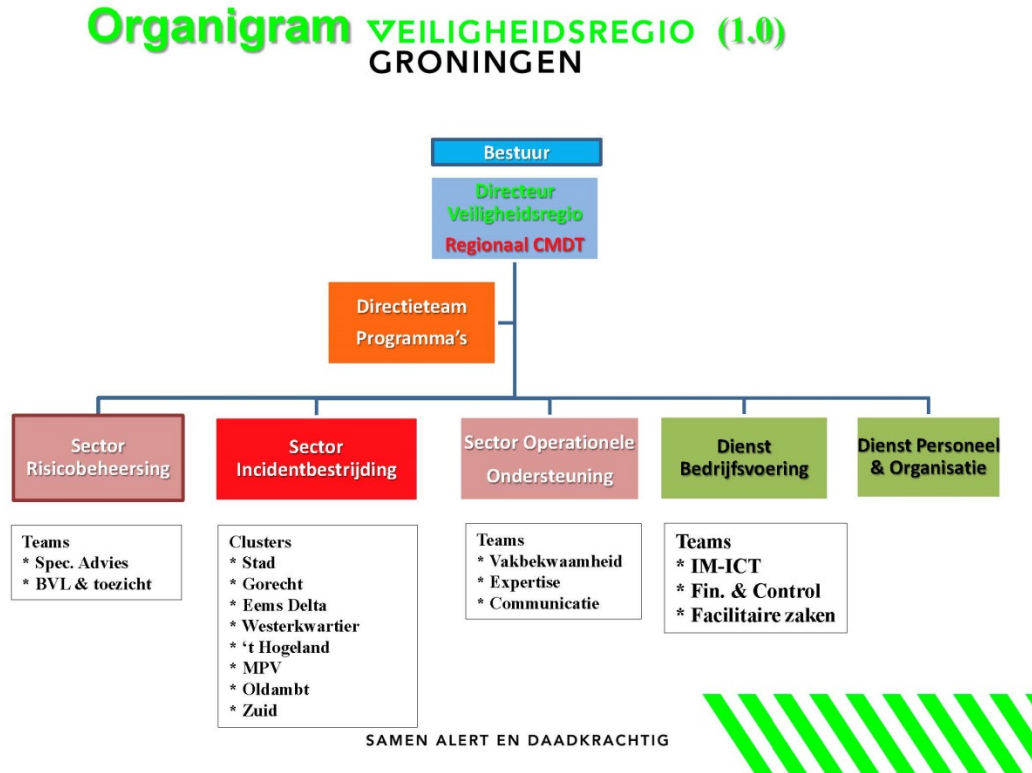 Organigram VEILIGHEIDSREGIO (1.0)
GRONINGEN
Bestuur
Directeur
Veiligheidsregio
Regionaal CMDT
Directieteam
Programma's
Sector
Risicobeheersing
Sector
Incidentbestrijding
Sector Operationele
Ondersteuning
Dienst
Bedrijfsvoering
Dienst Personeel
& Organisatie
Teams
* Spec. Advies
* BVL & toezicht
Clusters
* Stad
* Gorecht
* Eems Delta
* Westerkwartier
* ‘t Hogeland
* MPV
* Oldambt
* Zuid
Teams
* Vakbekwaamheid
* Expertise
* Communicatie
Teams
* IM-ICT
* Fin. & Control
* Facilitaire zaken
SAMEN ALERT EN DAADKRACHTIG